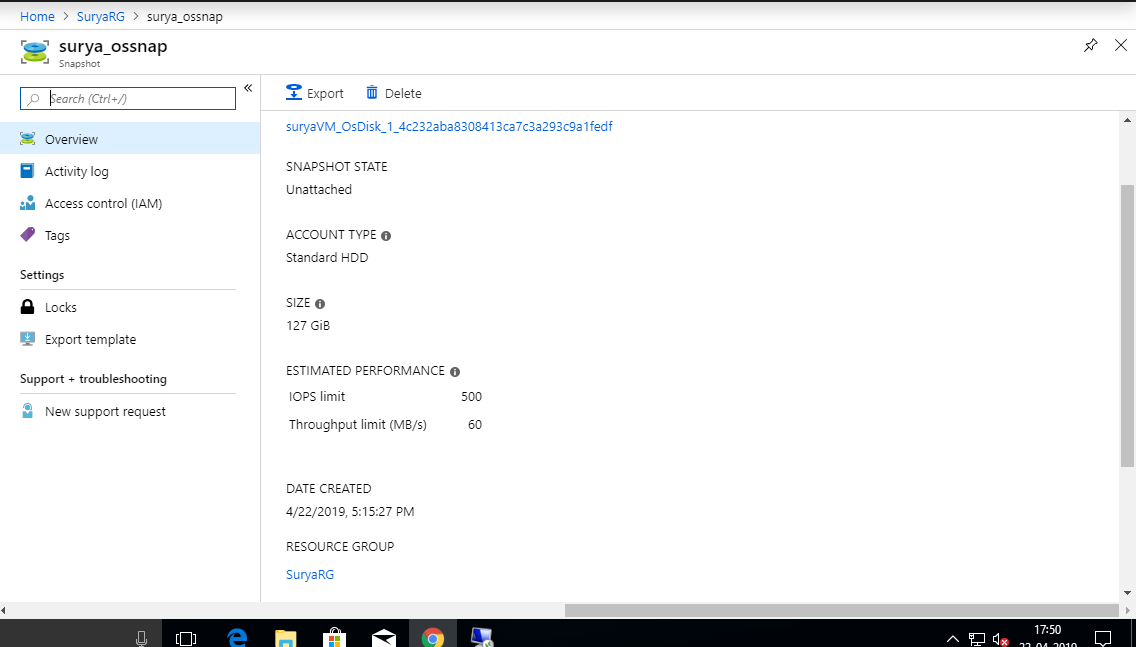 Home > SuryaRG > surya_ossnap
surya_ossnap
Snapshot
Search (Ctrl+/)
Overview
Activity log
Access control (IAM)
Tags
Settings
Locks
Export template
Support + troubleshooting
New support request
Export Delete
suryaVM_OsDisk_1_4c232aba8308413ca7c3a293c9a1fedf
SNAPSHOT STATE
Unattached
ACCOUNT TYPE
Standard HDD
SIZE
127 GiB
ESTIMATED PERFORMANCE
IOPS limit 500
Throughput limit (MB/s) 60
DATE CREATED
4/22/2019, 5:15:27 PM
RESOURCE GROUP
SuryaRG
17:50